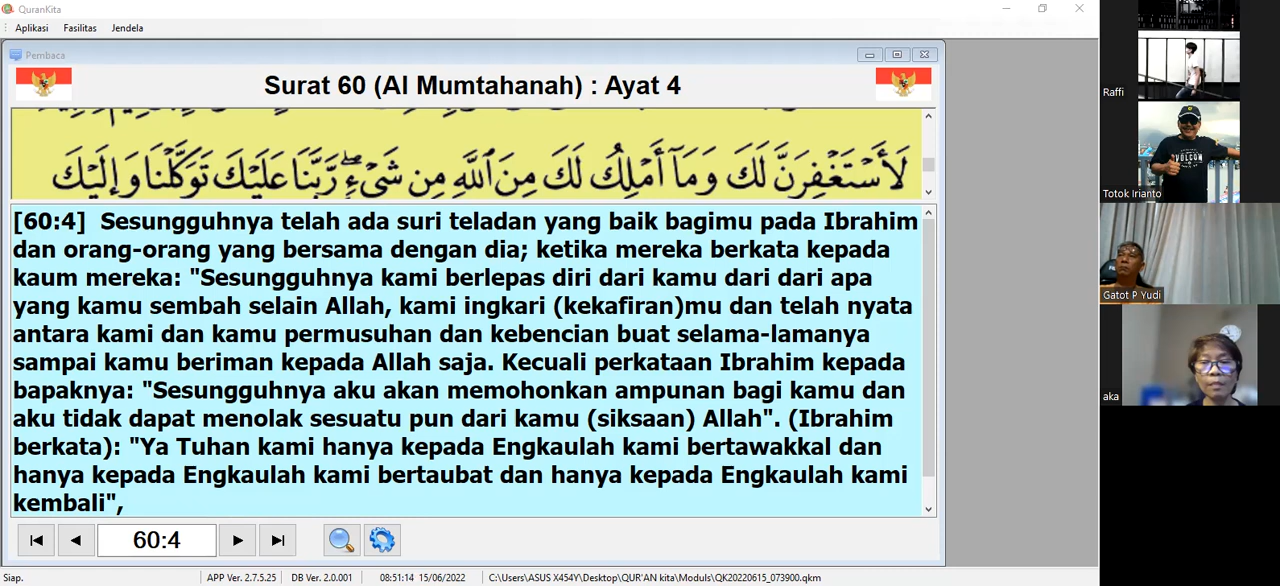 QuranKita
Aplikasi Fasilitas Jendela
Pembaca
Surat 60 (Al Mumtahanah) : Ayat 4
لَأَسْتَغْفِرَنَّ لَكَ وَمَآ أَمْلِكُ لَكَ مِنَ ٱللَّهِ مِن شَىْءٍۢ ۖ رَّبَّنَا عَلَيْكَ تَوَكَّلْنَا وَإِلَيْكَ
[60:4] Sesungguhnya telah ada suri teladan yang baik bagimu pada Ibrahim
dan orang-orang yang bersama dengan dia; ketika mereka berkata kepada
kaum mereka: "Sesungguhnya kami berlepas diri dari kamu dari dari apa
yang kamu sembah selain Allah, kami ingkari (kekafiran)mu dan telah nyata
antara kami dan kamu permusuhan dan kebencian buat selama-lamanya
sampai kamu beriman kepada Allah saja. Kecuali perkataan Ibrahim kepada
bapaknya: "Sesungguhnya aku akan memohonkan ampunan bagi kamu dan
aku tidak dapat menolak sesuatu pun dari kamu (siksaan) Allah". (Ibrahim
berkata): "Ya Tuhan kami hanya kepada Engkaulah kami bertawakkal dan
hanya kepada Engkaulah kami bertaubat dan hanya kepada Engkaulah kami
kembali",
60:4
Siap. APP Ver. 2.7.5.25 DB Ver. 2.0.001 08:51:14 15/06/2022 C:\Users\ASUS X454Y\Desktop\QUR'AN kita\Moduls\QK20220615_073900.qkm
Raffi
VOLCOM
Totok Irianto
Gatot P Yudi
aka